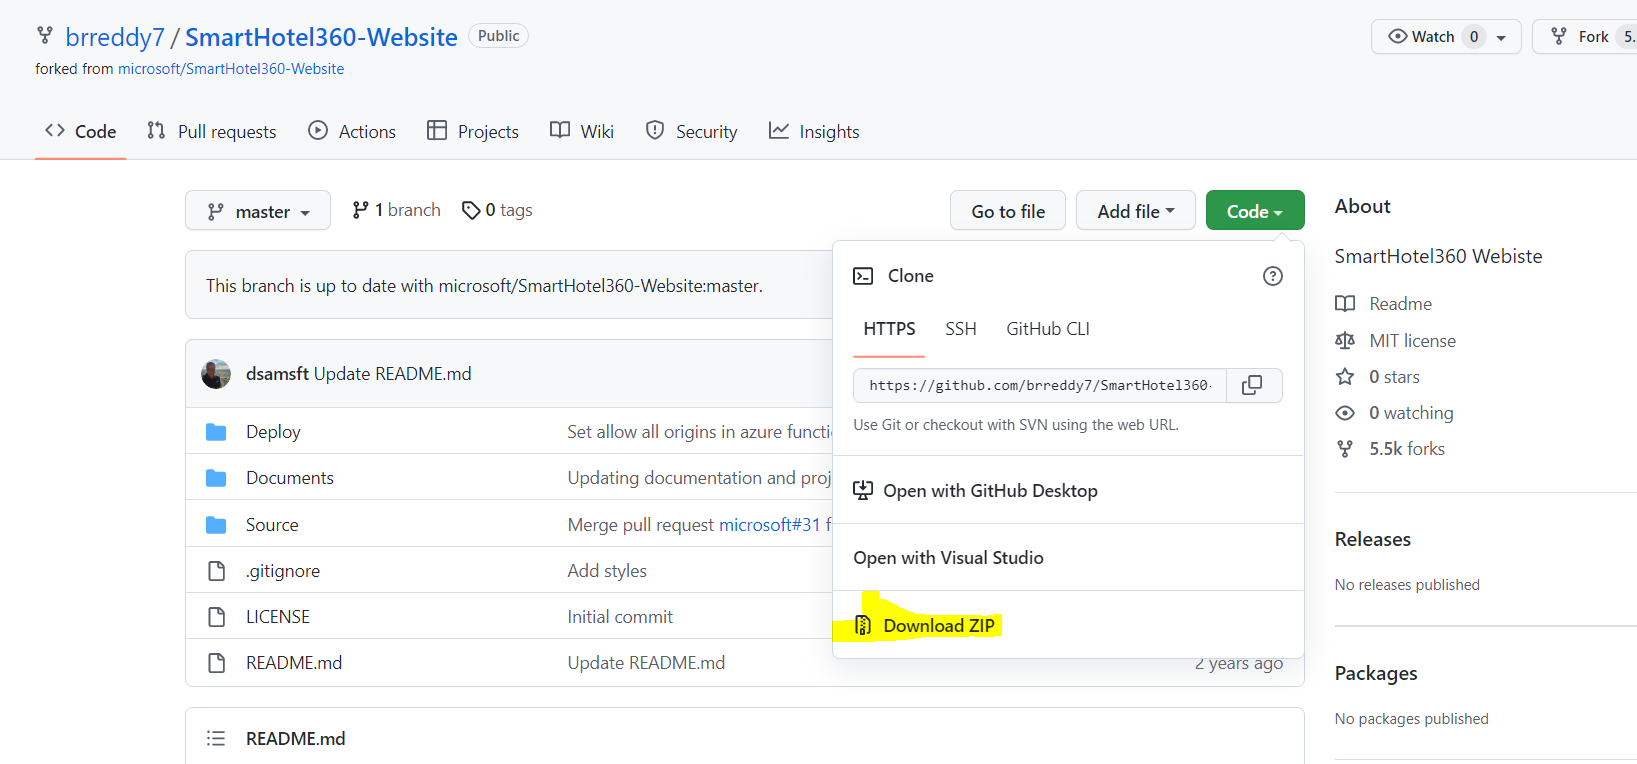 brreddy7 / SmartHotel360-Website Public
Watch 0
Fork 5.
forked from microsoft/SmartHotel360-Website
Code
Pull requests
Actions
Projects
Wiki
Security
Insights
master
1 branch
0 tags
Go to file
Add file
Code
This branch is up to date with microsoft/SmartHotel360-Website:master.
dsamsft Update README.md
Deploy Set allow all origins in azure functi
Documents Updating documentation and proj
Source Merge pull request microsoft#31 f
.gitignore Add styles
LICENSE Initial commit
README.md Update README.md 2 years ago
README.md
Clone
HTTPS SSH GitHub CLI
https://github.com/brreddy7/SmartHotel360-
Use Git or checkout with SVN using the web URL.
Open with GitHub Desktop
Open with Visual Studio
Download ZIP
About
SmartHotel360 Webiste
Readme
MIT license
0 stars
0 watching
5.5k forks
Releases
No releases published
Packages
No packages published